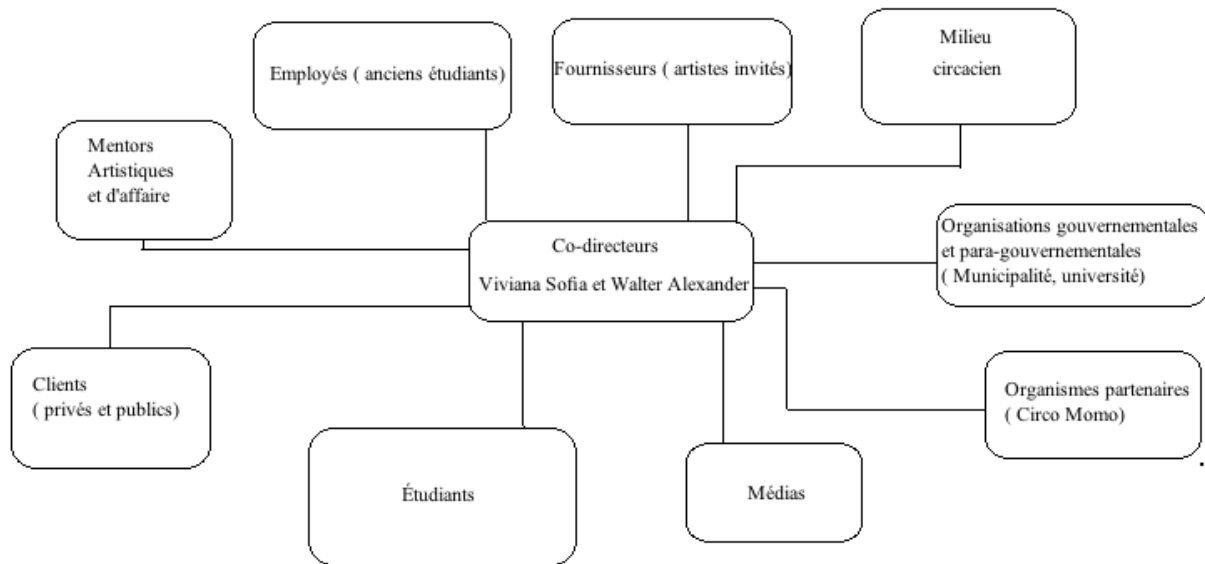 Employés ( anciens étudiants)
Fournisseurs ( artistes invités)
Milieu
circacien
Mentors
Artistiques
et d'affaire
Co-directeurs
Viviana Sofia et Walter Alexander
Organisations gouvernementales
et para-gouvernementales
( Municipalité, université)
Clients
( privés et publics)
Organismes partenaires
( Circo Momo)
Étudiants
Médias